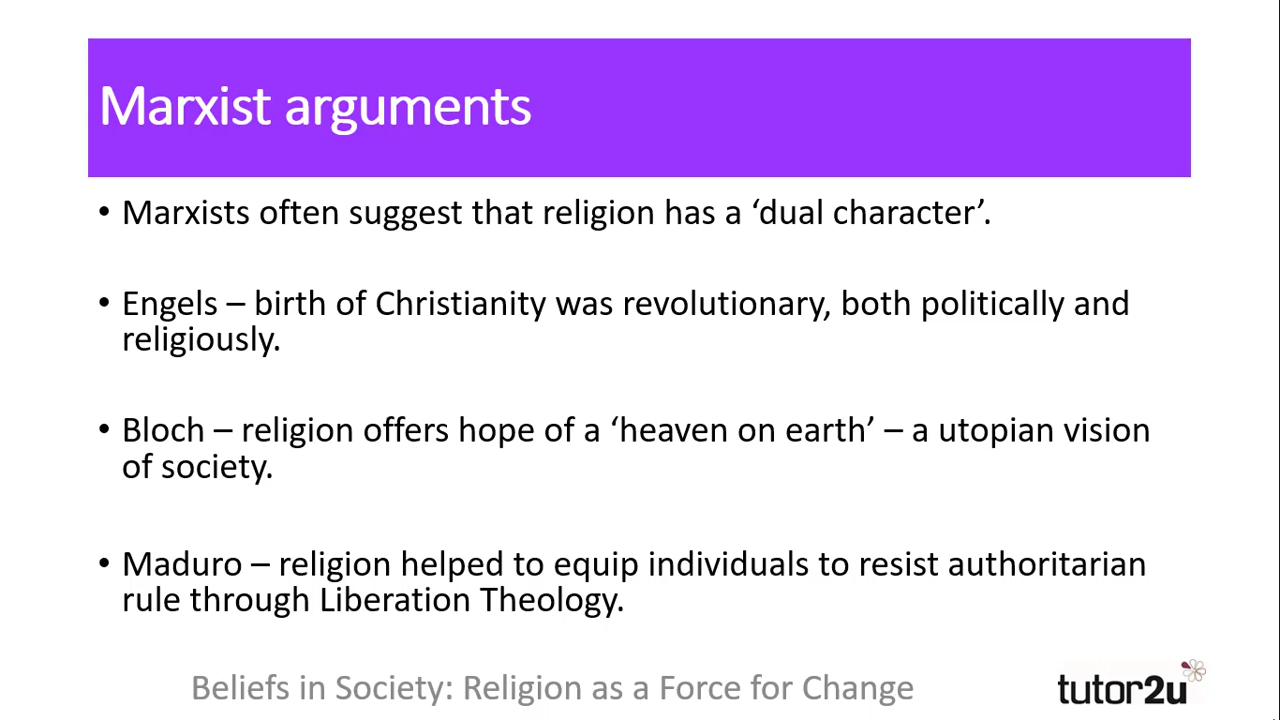 Marxist arguments
• Marxists often suggest that religion has a ‘dual character’.
• Engels – birth of Christianity was revolutionary, both politically and
religiously.
• Bloch – religion offers hope of a ‘heaven on earth’ – a utopian vision
of society.
• Maduro – religion helped to equip individuals to resist authoritarian
rule through Liberation Theology.
Beliefs in Society: Religion as a Force for Change
tutor2u